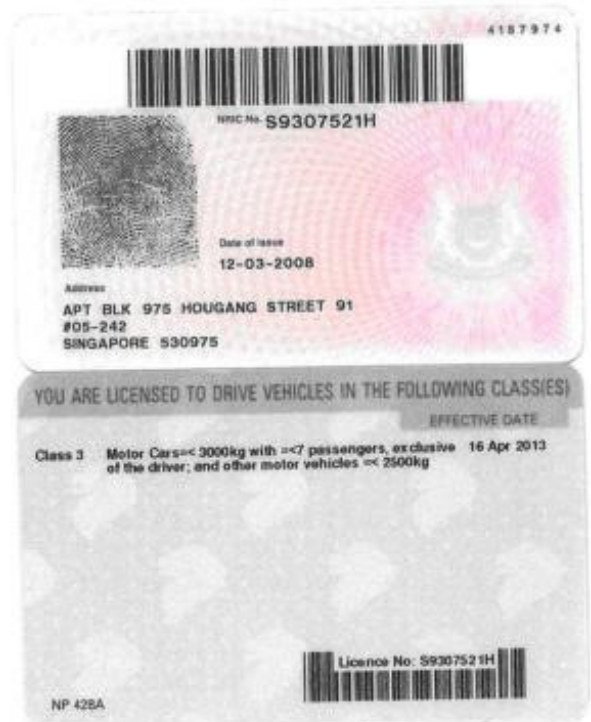 4187974
NRIC No. S9307521H
Date of issue
12-03-2008
Address
APT BLK 975 HOUGANG STREET 91
#05-242
SINGAPORE 530975
YOU ARE LICENSED TO DRIVE VEHICLES IN THE FOLLOWING CLASS(ES)
EFFECTIVE DATE
Class 3 Motor Cars=< 3000kg with =<7 passengers, exclusive 16 Apr 2013
of the driver; and other motor vehicles =< 2500kg
Licence No: S9307521H
NP 428A